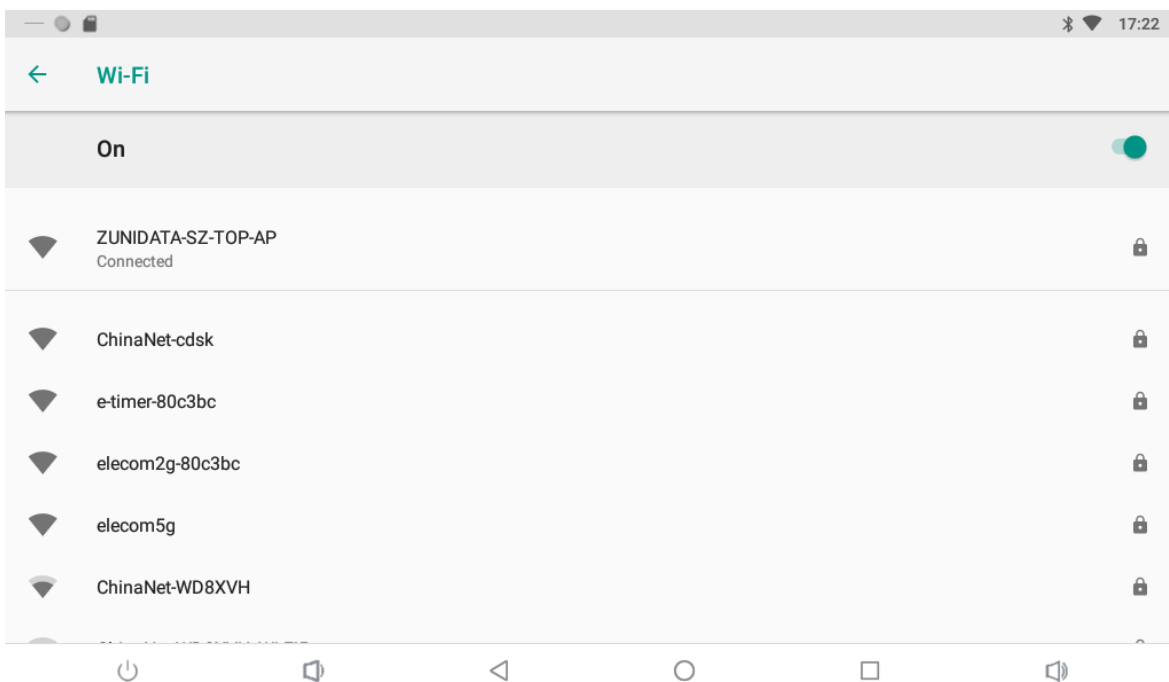 17:22
Wi-Fi
On
ZUNIDATA-SZ-TOP-AP
Connected
ChinaNet-cdsk
e-timer-80c3bc
elecom2g-80c3bc
elecom5g
ChinaNet-WD8XVH